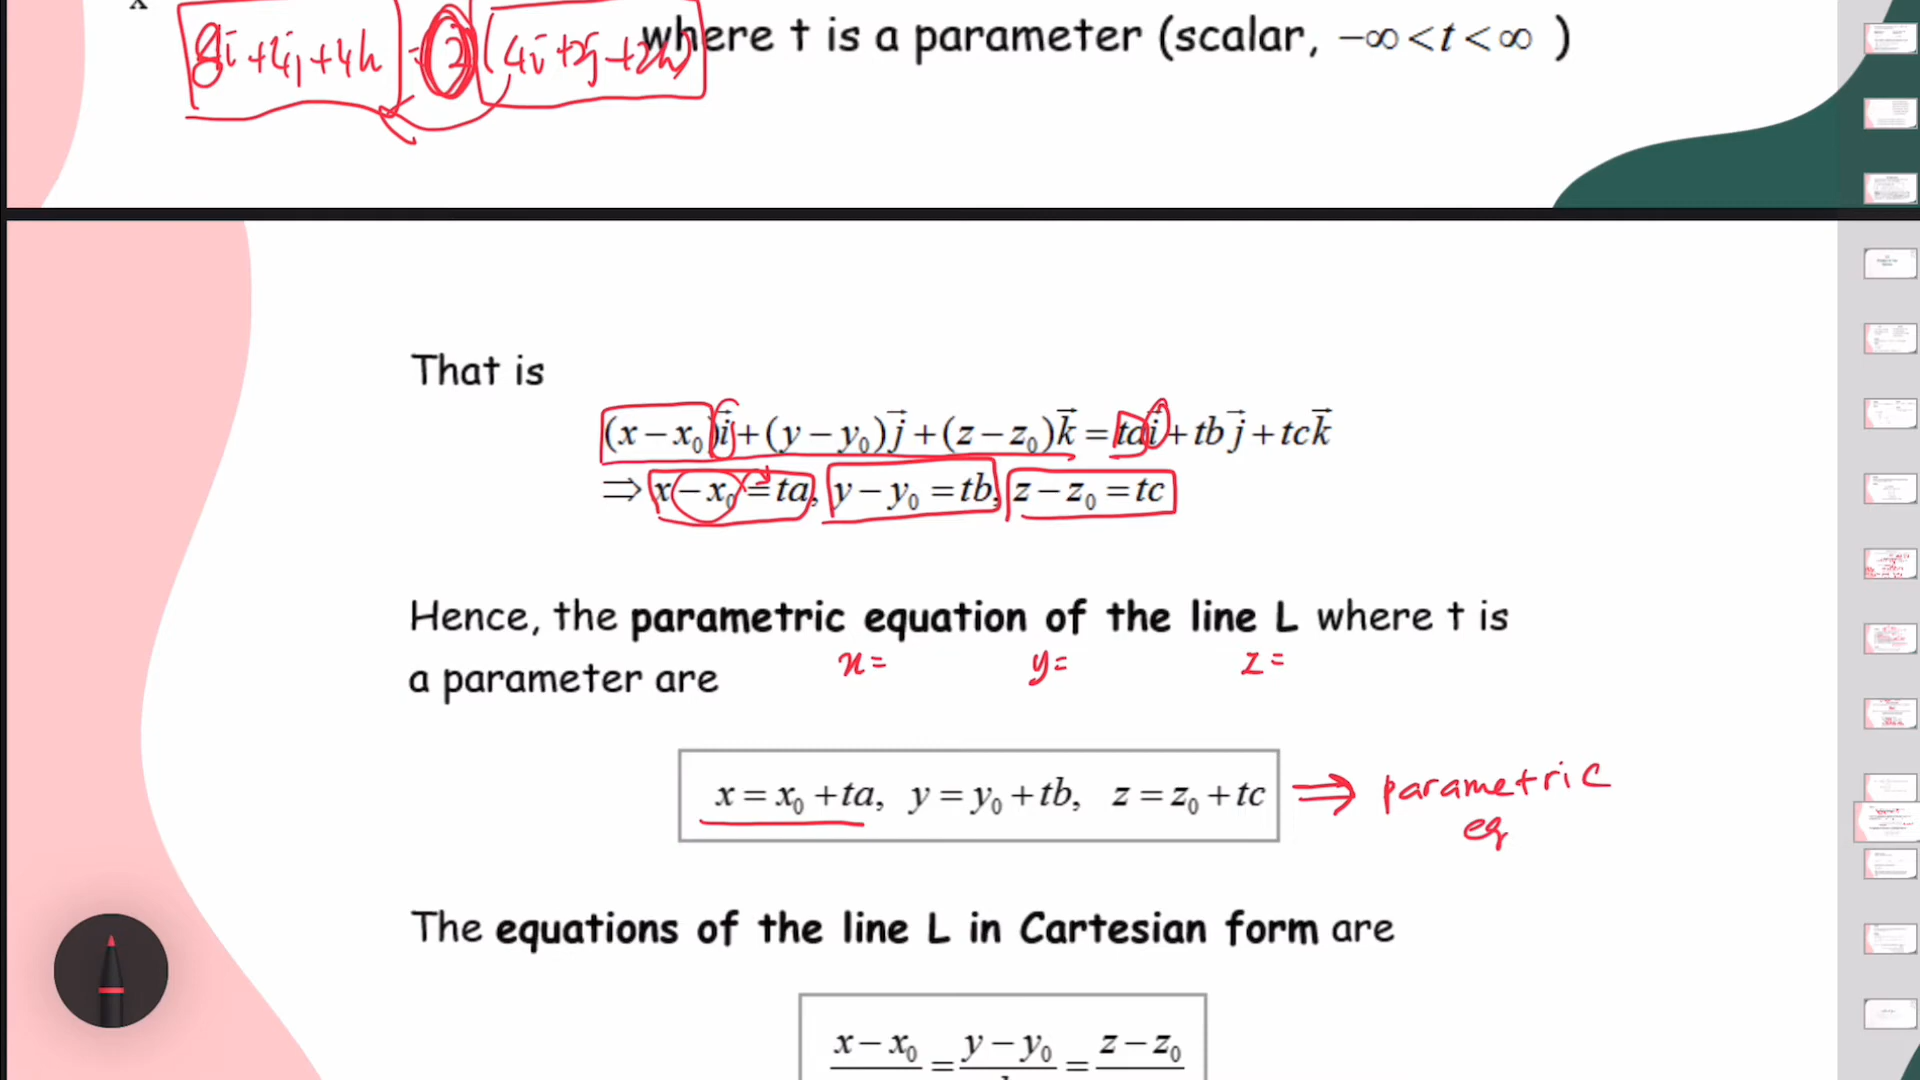 8i + 4j + 4k = 2 (4i + 2j + 2k)
where t is a parameter (scalar, −∞ < t < ∞ )
That is
(x − x₀)i⃗ + (y − y₀)j⃗ + (z − z₀)k⃗ = tai⃗ + tbj⃗ + tck⃗
⇒ x − x₀ = ta, y − y₀ = tb, z − z₀ = tc
Hence, the parametric equation of the line L where t is
x = y = z =
a parameter are
x = x₀ + ta, y = y₀ + tb, z = z₀ + tc ⇒ parametric
eq
The equations of the line L in Cartesian form are
x − x₀ = y − y₀ = z − z₀